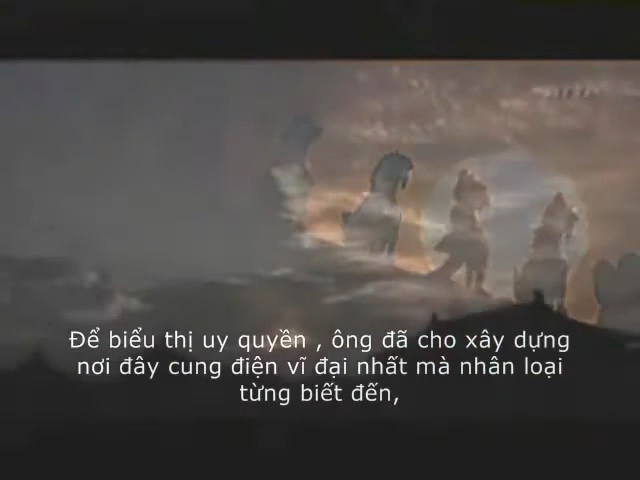 Để biểu thị uy quyền , ông đã cho xây dựng
nơi đây cung điện vĩ đại nhất mà nhân loại
từng biết đến,